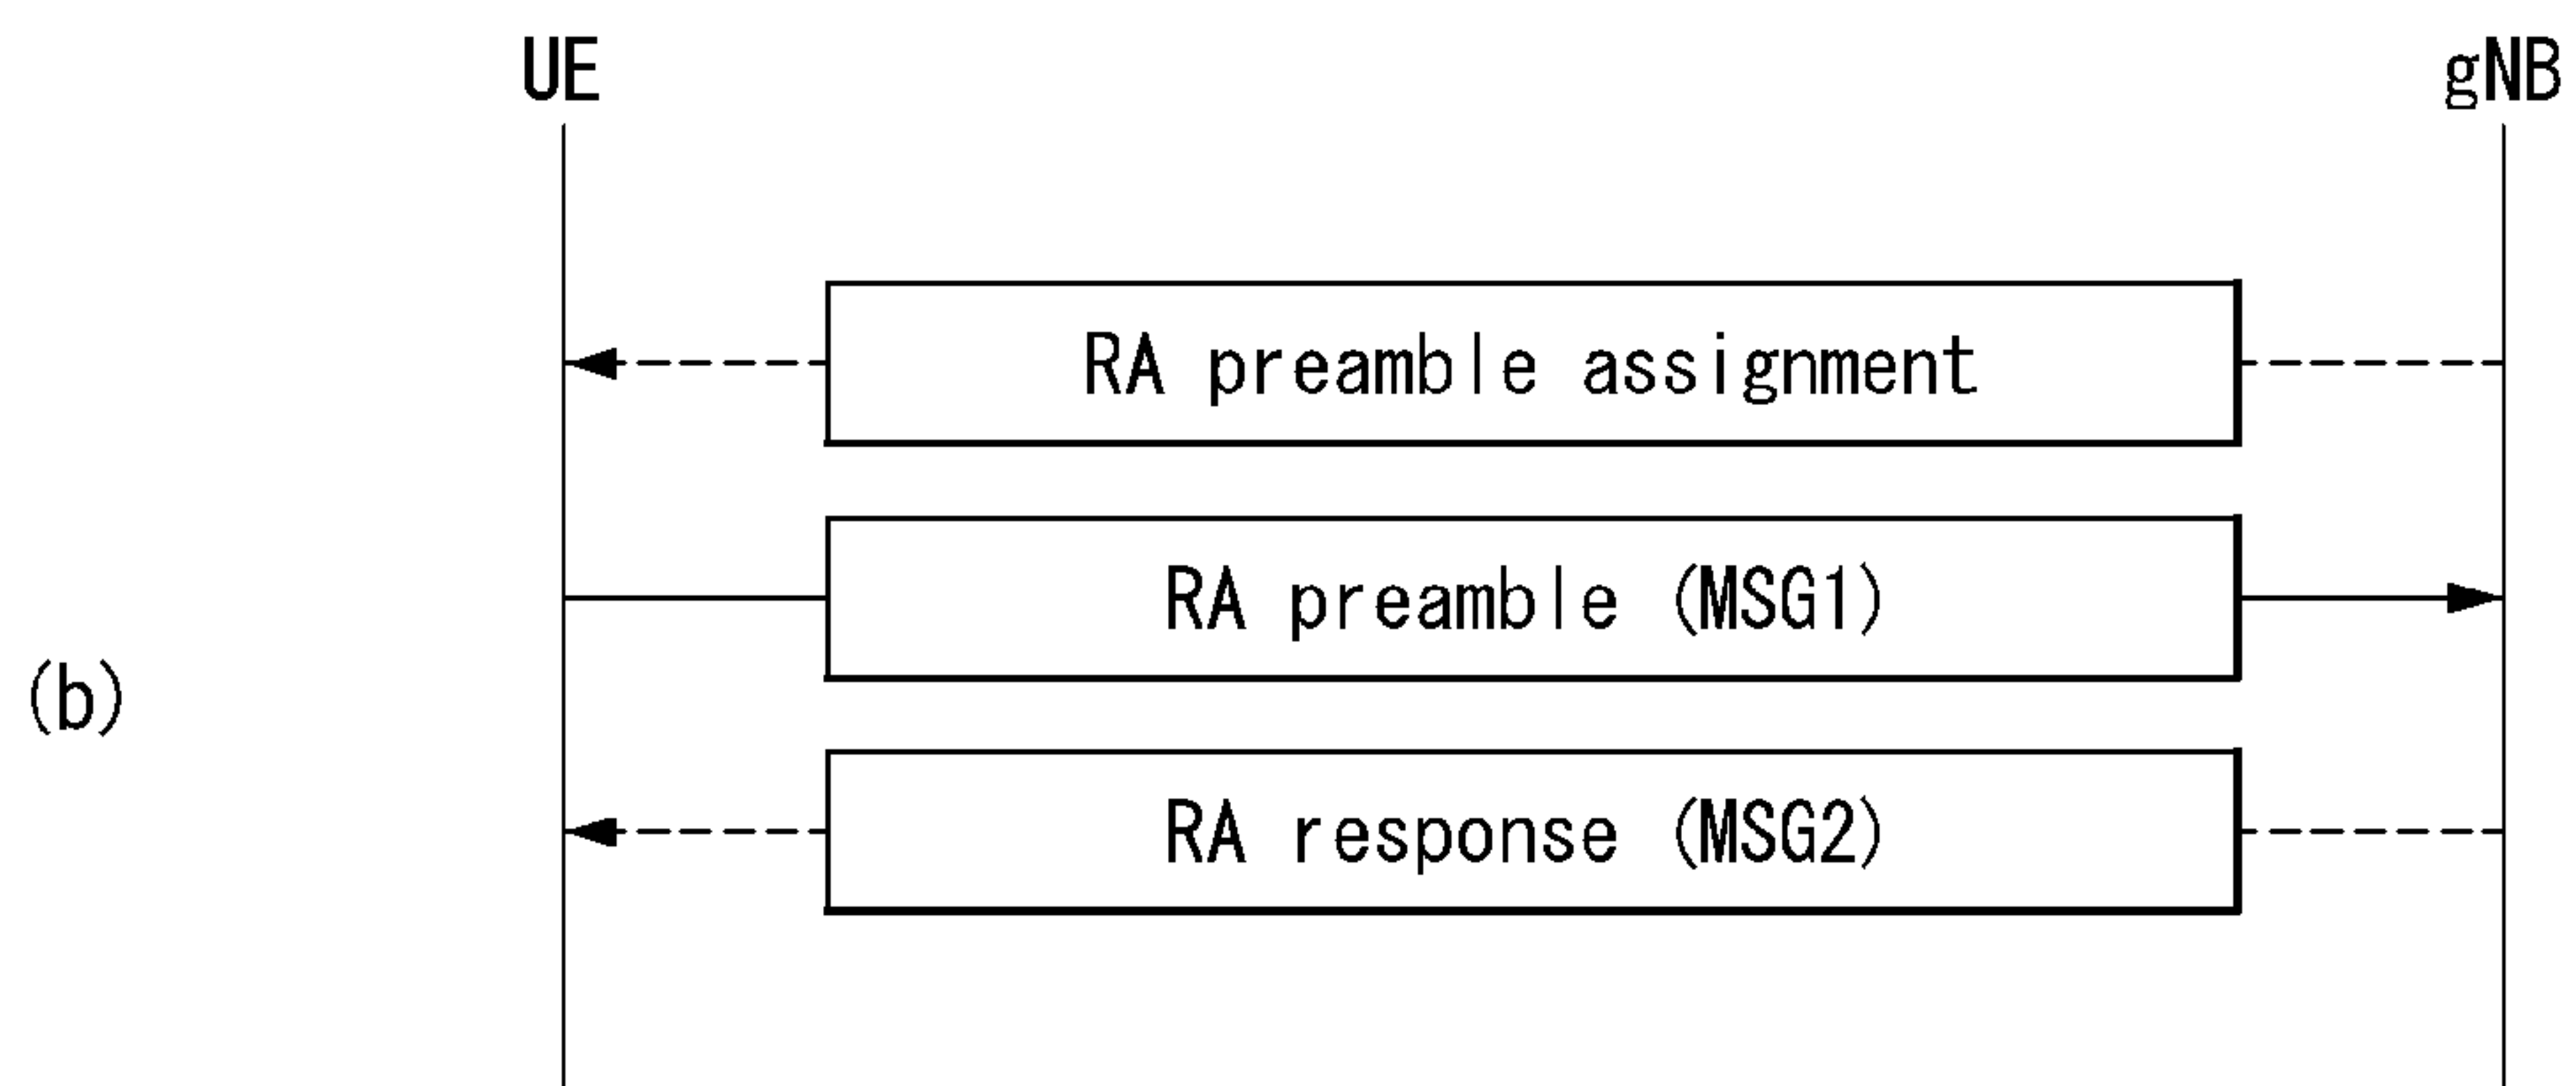 UE gNB
RA preamble assignment
RA preamble (MSG1)
(b)
RA response (MSG2)